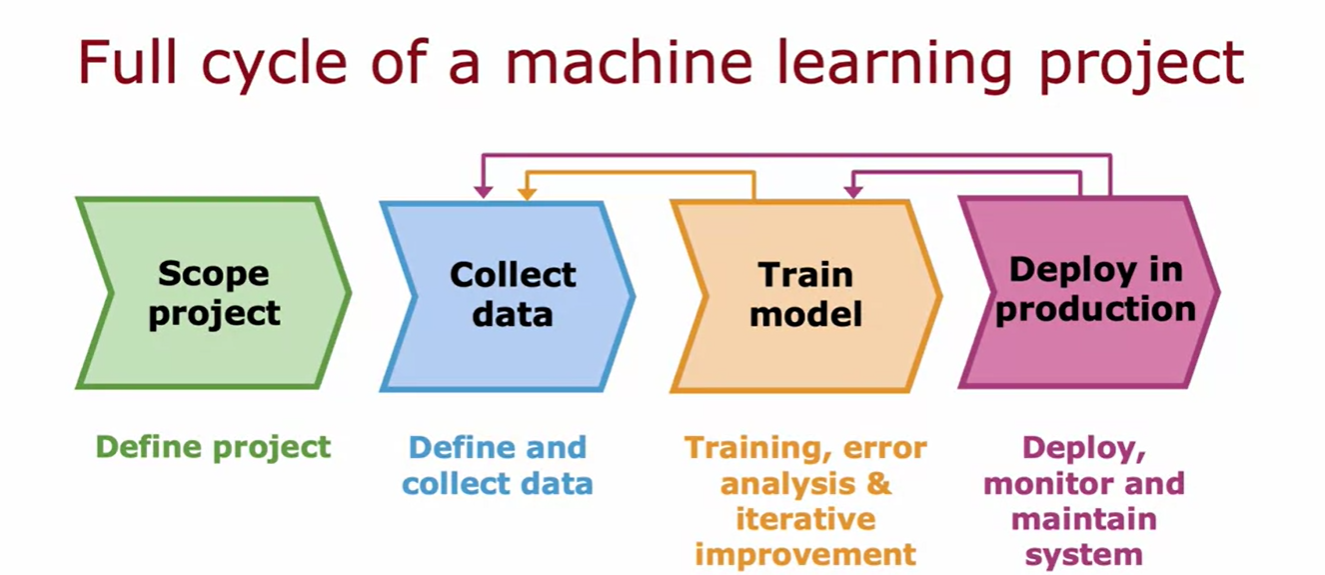 Full cycle of a machine learning project
Scope
project
Collect
data
Train
model
Deploy in
production
Define project
Define and
collect data
Training, error
analysis &
iterative
improvement
Deploy,
monitor and
maintain
system